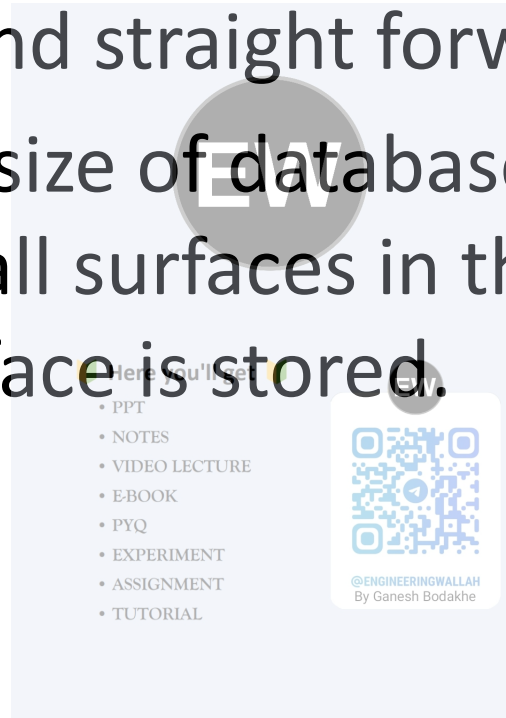 nd straight forw
size of database
all surfaces in th
face is stored.
EW
Here you'll get
EW
• PPT
• NOTES
• VIDEO LECTURE
• E-BOOK
• PYQ
• EXPERIMENT
• ASSIGNMENT
• TUTORIAL
@ENGINEERINGWALLAH
By Ganesh Bodakhe